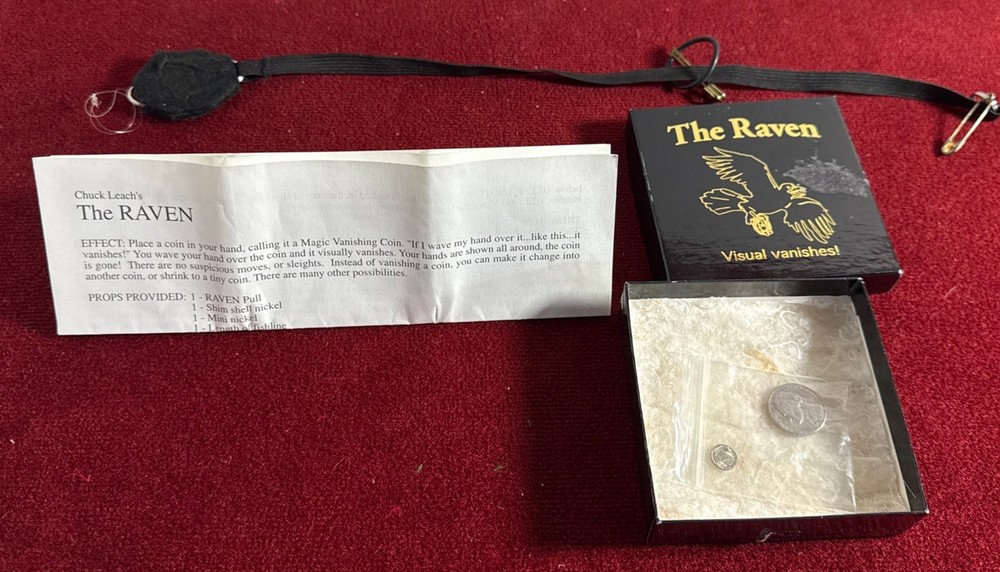 Chuck Leach's
The RAVEN
EFFECT: Place a coin in your hand, calling it a Magic Vanishing Coin. "If I wave my hand over it...like this...it
vanishes!" You wave your hand over the coin and it visually vanishes. Your hands are shown all around, the coin
is gone! There are no suspicious moves, or sleights. Instead of vanishing a coin, you can make it change into
another coin, or shrink to a tiny coin. There are many other possibilities.
PROPS PROVIDED: 1 - RAVEN Pull
1 - Shim shell nickel
1 - Mini nickel
1 - Length of fishline
The Raven
Visual vanishes!